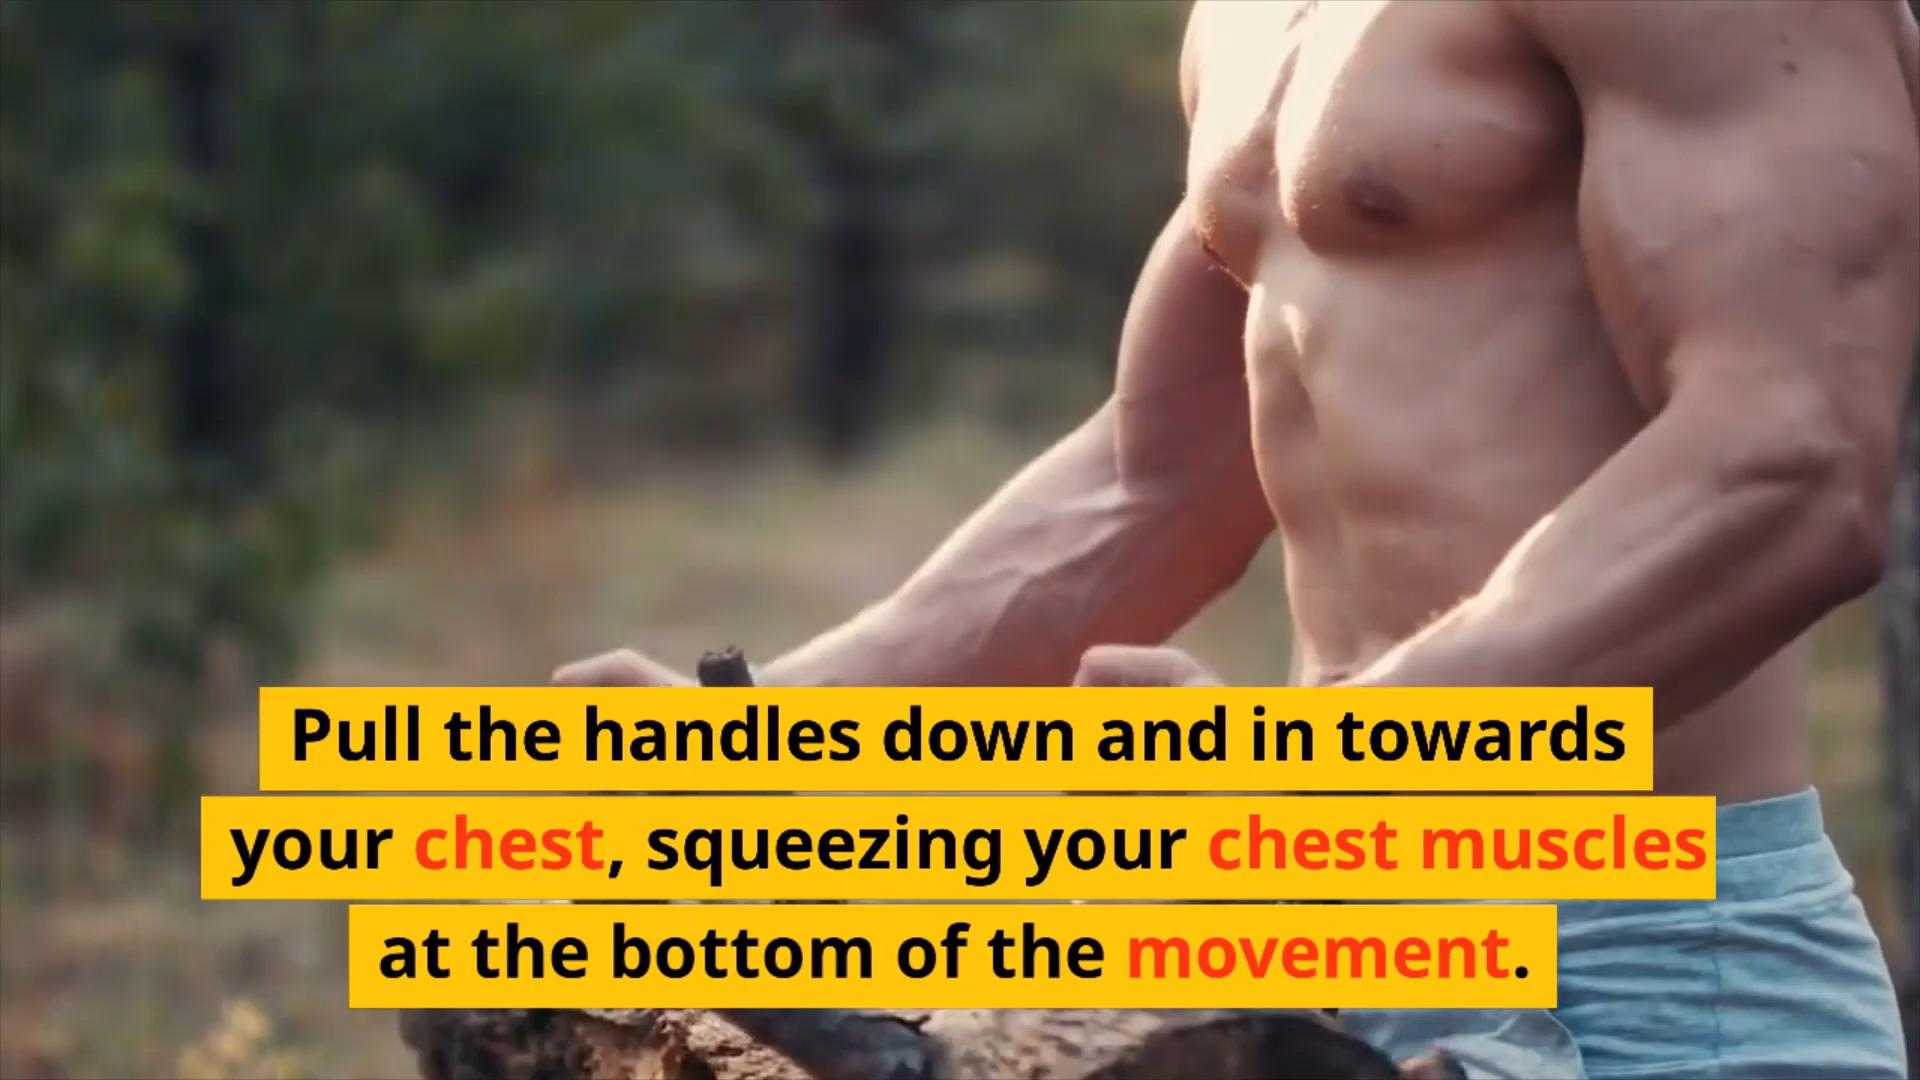 Pull the handles down and in towards
your chest, squeezing your chest muscles
at the bottom of the movement.